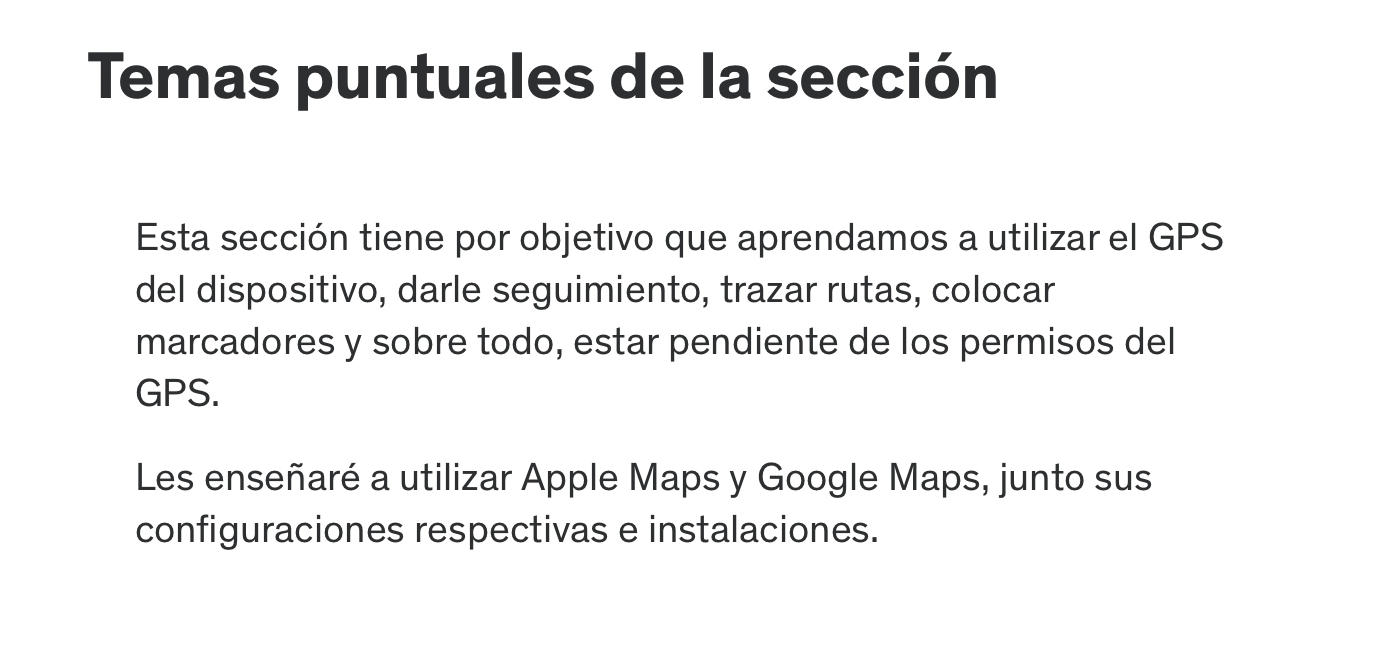 Temas puntuales de la sección
Esta sección tiene por objetivo que aprendamos a utilizar el GPS
del dispositivo, darle seguimiento, trazar rutas, colocar
marcadores y sobre todo, estar pendiente de los permisos del
GPS.
Les enseñaré a utilizar Apple Maps y Google Maps, junto sus
configuraciones respectivas e instalaciones.